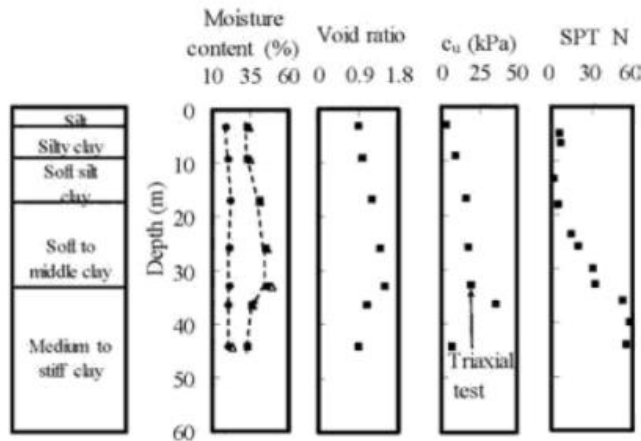 Moisture
content (%)
Void ratio
cu (kPa)
SPT N
10 35 60
0 0.9 1.8
0 25 50
0 30 60
0
10
20
30
40
50
60
Depth (m)
Silt
Silty clay
Soft silt
clay
Soft to
middle clay
Medium to
stiff clay
Triaxial
test